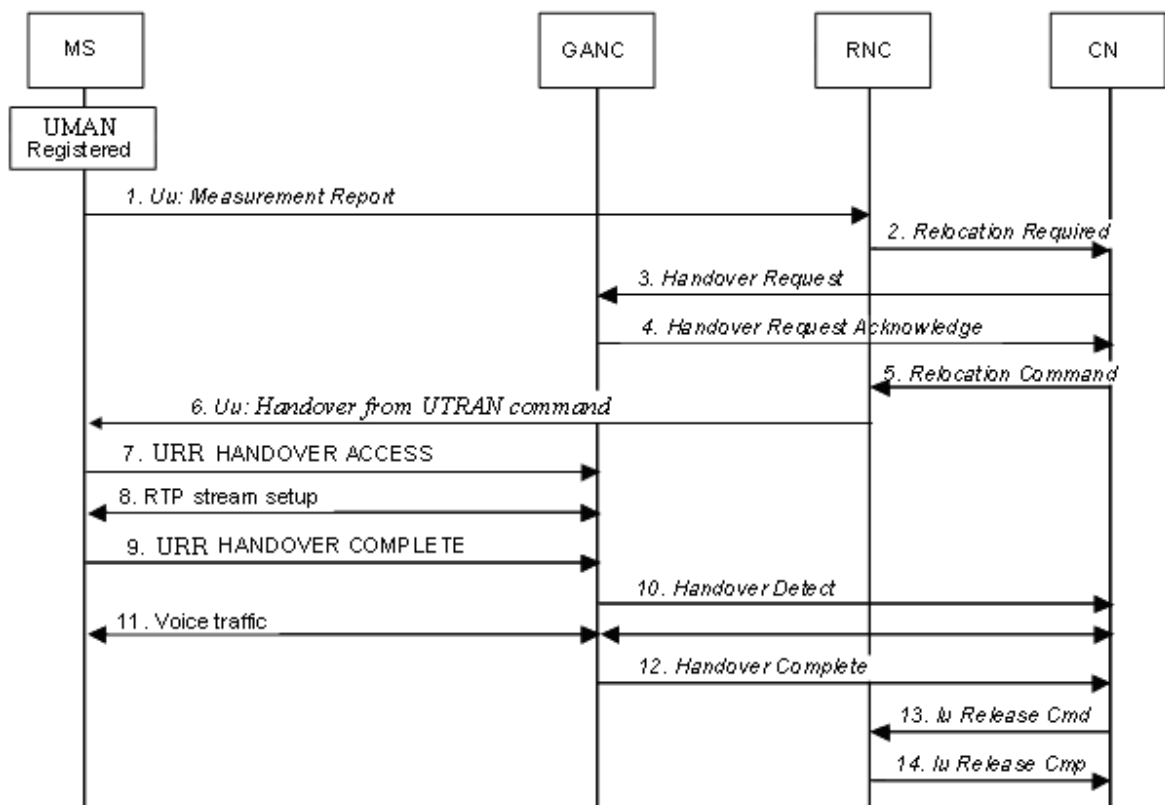 MS
GANC
RNC
CN
UMAN
Registered
1. Uu: Measurement Report
2. Relocation Required
3. Handover Request
4. Handover Request Acknowledge
5. Relocation Command
6. Uu: Handover from UTRAN command
7. URR HANDOVER ACCESS
8. RTP stream setup
9. URR HANDOVER COMPLETE
10. Handover Detect
11. Voice traffic
12. Handover Complete
13. Iu Release Cmd
14. Iu Release Cmp